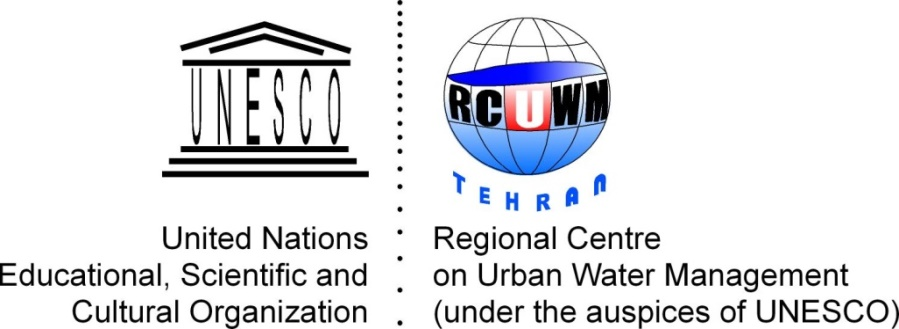 UNESCO
United Nations
Educational, Scientific and
Cultural Organization
RCUWM
TEHRAN
Regional Centre
on Urban Water Management
(under the auspices of UNESCO)